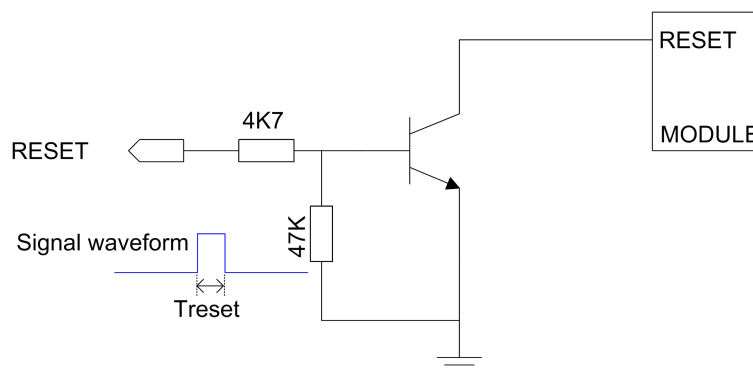 RESET
4K7
RESET
MODULE
47K
Signal waveform
Treset